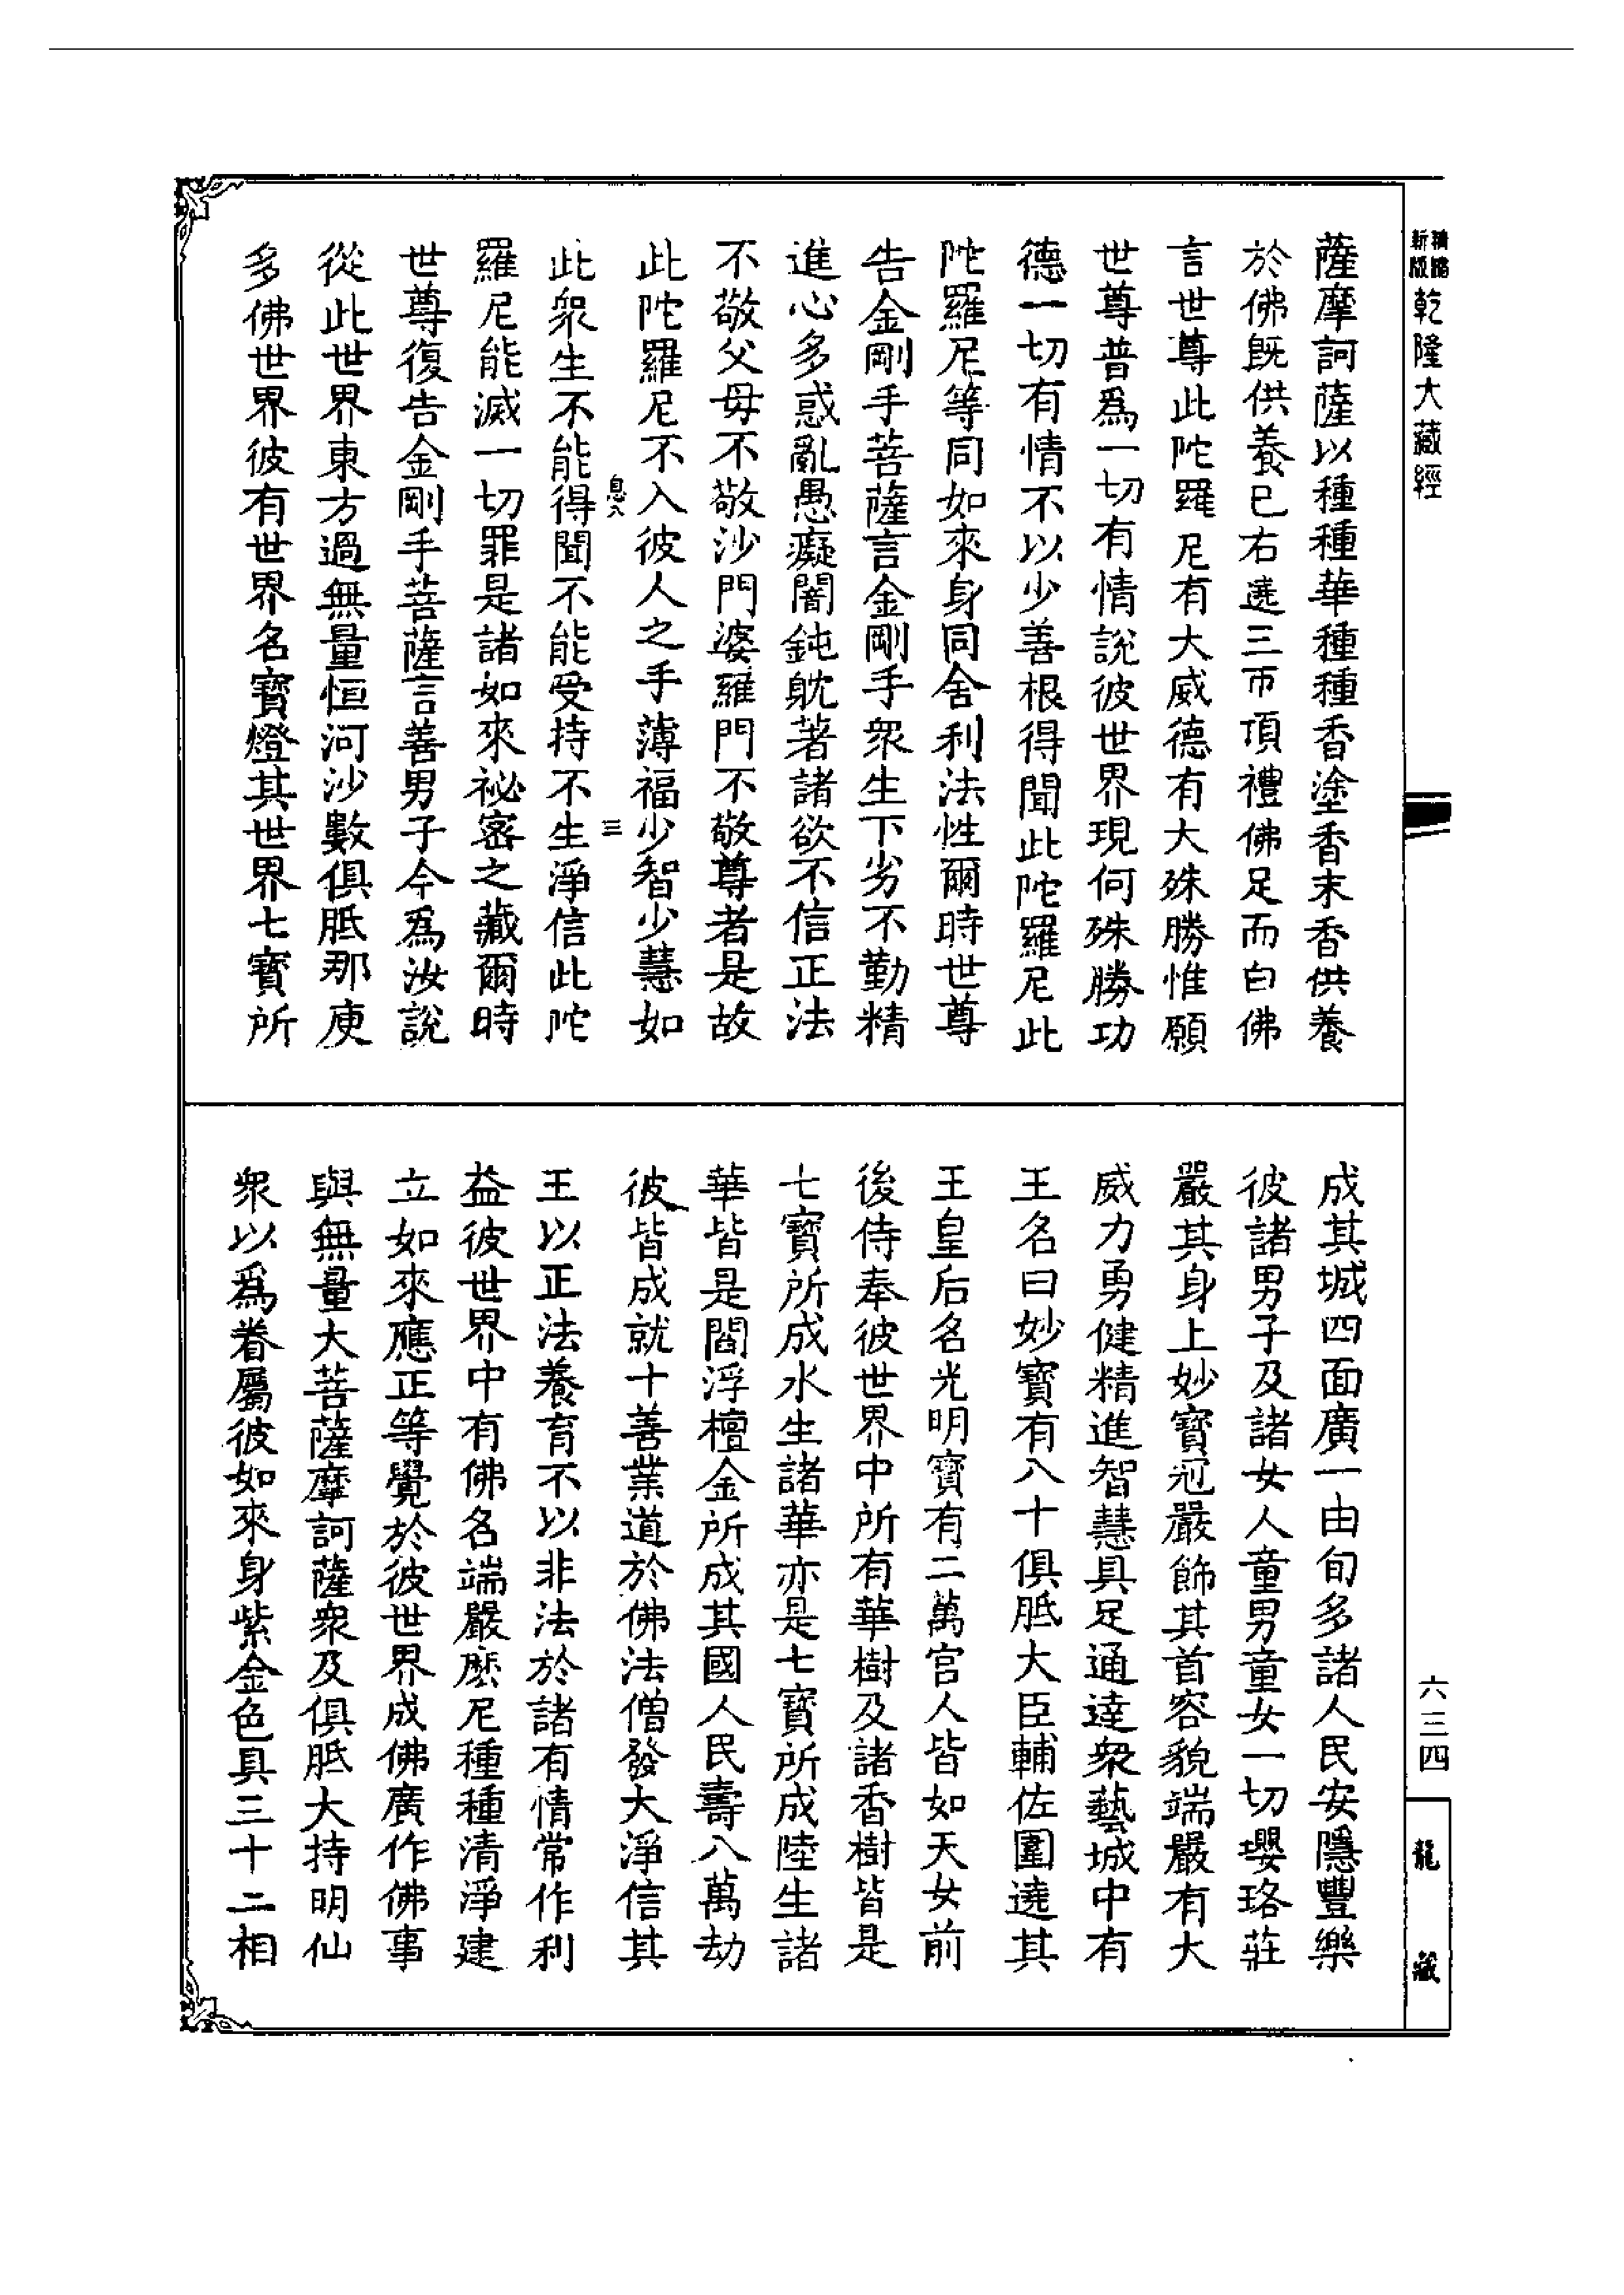 新版精縮乾隆大藏經
薩摩訶薩以種種華種種香塗香末香供養
於佛既供養已右遶三帀頂禮佛足而白佛
言世尊此陀羅尼有大威德有大殊勝惟願
世尊普爲一切有情說彼世界現何殊勝功
德一切有情不以少善根得聞此陀羅尼此
陀羅尼等同如來身同舍利法性爾時世尊
告金剛手菩薩言金剛手衆生下劣不勤精
進心多惑亂愚癡闇鈍躭著諸欲不信正法
不敬父母不敬沙門婆羅門不敬尊者是故
此陀羅尼不入彼人之手薄福少智少慧如
息八
三
此衆生不能得聞不能受持不生淨信此陀
羅尼能滅一切罪是諸如來祕密之藏爾時
世尊復告金剛手菩薩言善男子今爲汝說
從此世界東方過無量恒河沙數俱胝那庾
多佛世界彼有世界名寶燈其世界七寶所
成其城四面廣一由旬多諸人民安隱豐樂
彼諸男子及諸女人童男童女一切瓔珞莊
嚴其身上妙寶冠嚴飾其首容貌端嚴有大
威力勇健精進智慧具足通達衆藝城中有
王名曰妙寶有八十俱胝大臣輔佐圍遶其
王皇后名光明寶有二萬宮人皆如天女前
後侍奉彼世界中所有華樹及諸香樹皆是
七寶所成水生諸華亦是七寶所成陸生諸
華皆是閻浮檀金所成其國人民壽八萬劫
彼皆成就十善業道於佛法僧發大淨信其
王以正法養育不以非法於諸有情常作利
益彼世界中有佛名端嚴麼尼種種清淨建
立如來應正等覺於彼世界成佛廣作佛事
與無量大菩薩摩訶薩衆及俱胝大持明仙
衆以爲眷屬彼如來身紫金色具三十二相
六三四
龍藏